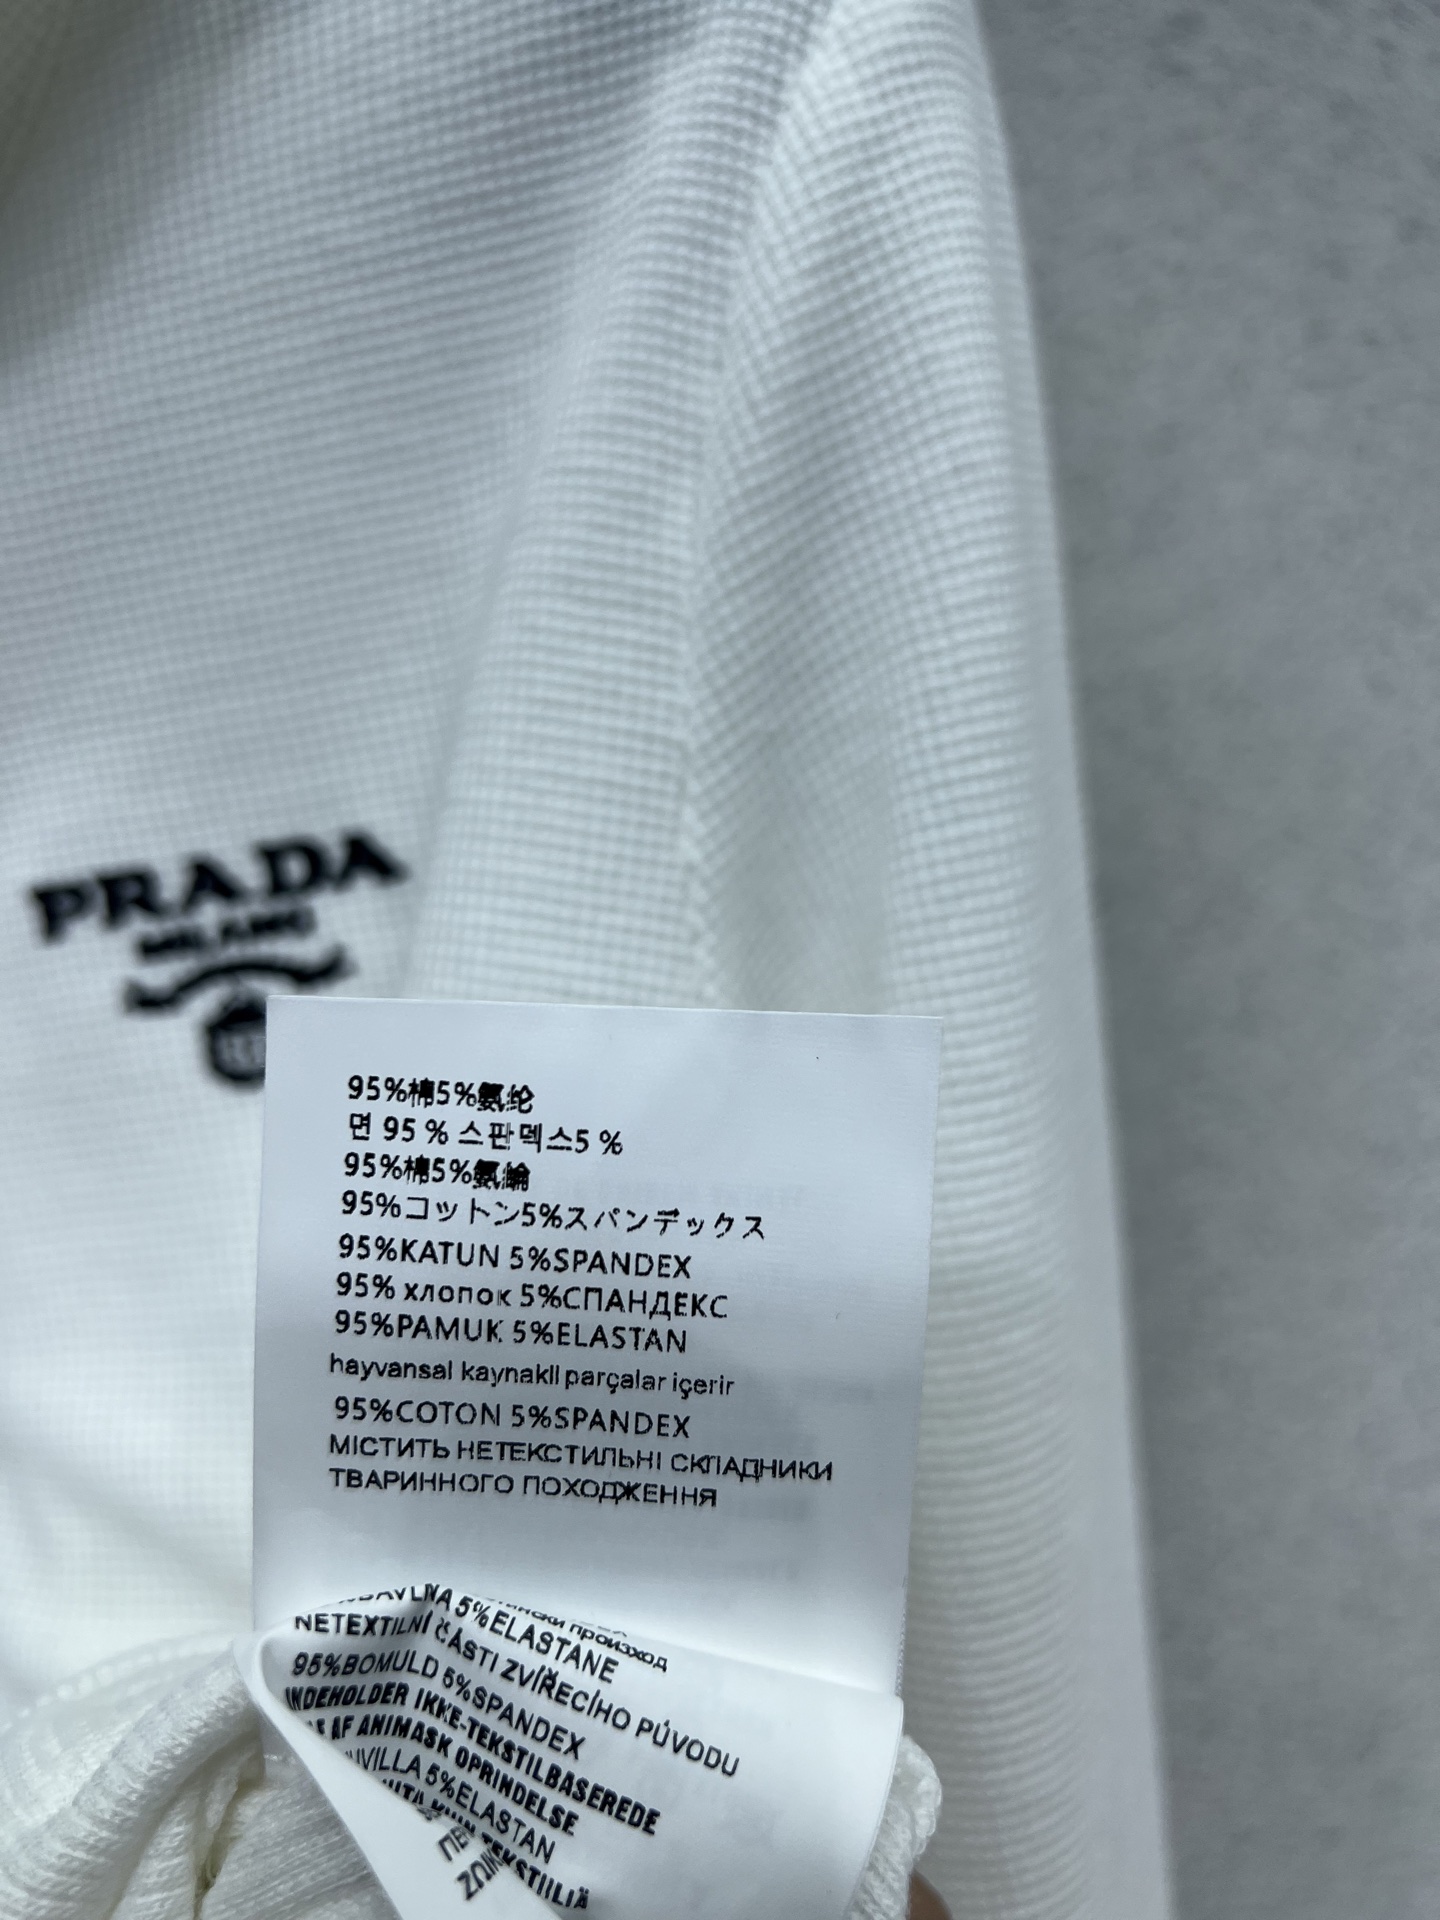 PRADA
MILANO
95%棉5%氨纶
면 95 % 스판덱스5 %
95%棉5%氨綸
95%コットン5%スパンデックス
95%KATUN 5%SPANDEX
95% хлопок 5%СПАНДЕКС
95%PAMUK 5%ELASTAN
hayvansal kaynakli parçalar içerir
95%COTON 5%SPANDEX
МІСТИТЬ НЕТЕКСТИЛЬНІ СКЛАДНИКИ
ТВАРИННОГО ПОХОДЖЕННЯ
произход
5%ELASTANE
NETEXTILNÍ ČÁSTI ZVÍŘECÍHO PŮVODU
95%BOMULD 5%SPANDEX
INDEHOLDER IKKE-TEKSTILBASEREDE
AF ANIMASK OPRINDELSE
5%ELASTAN